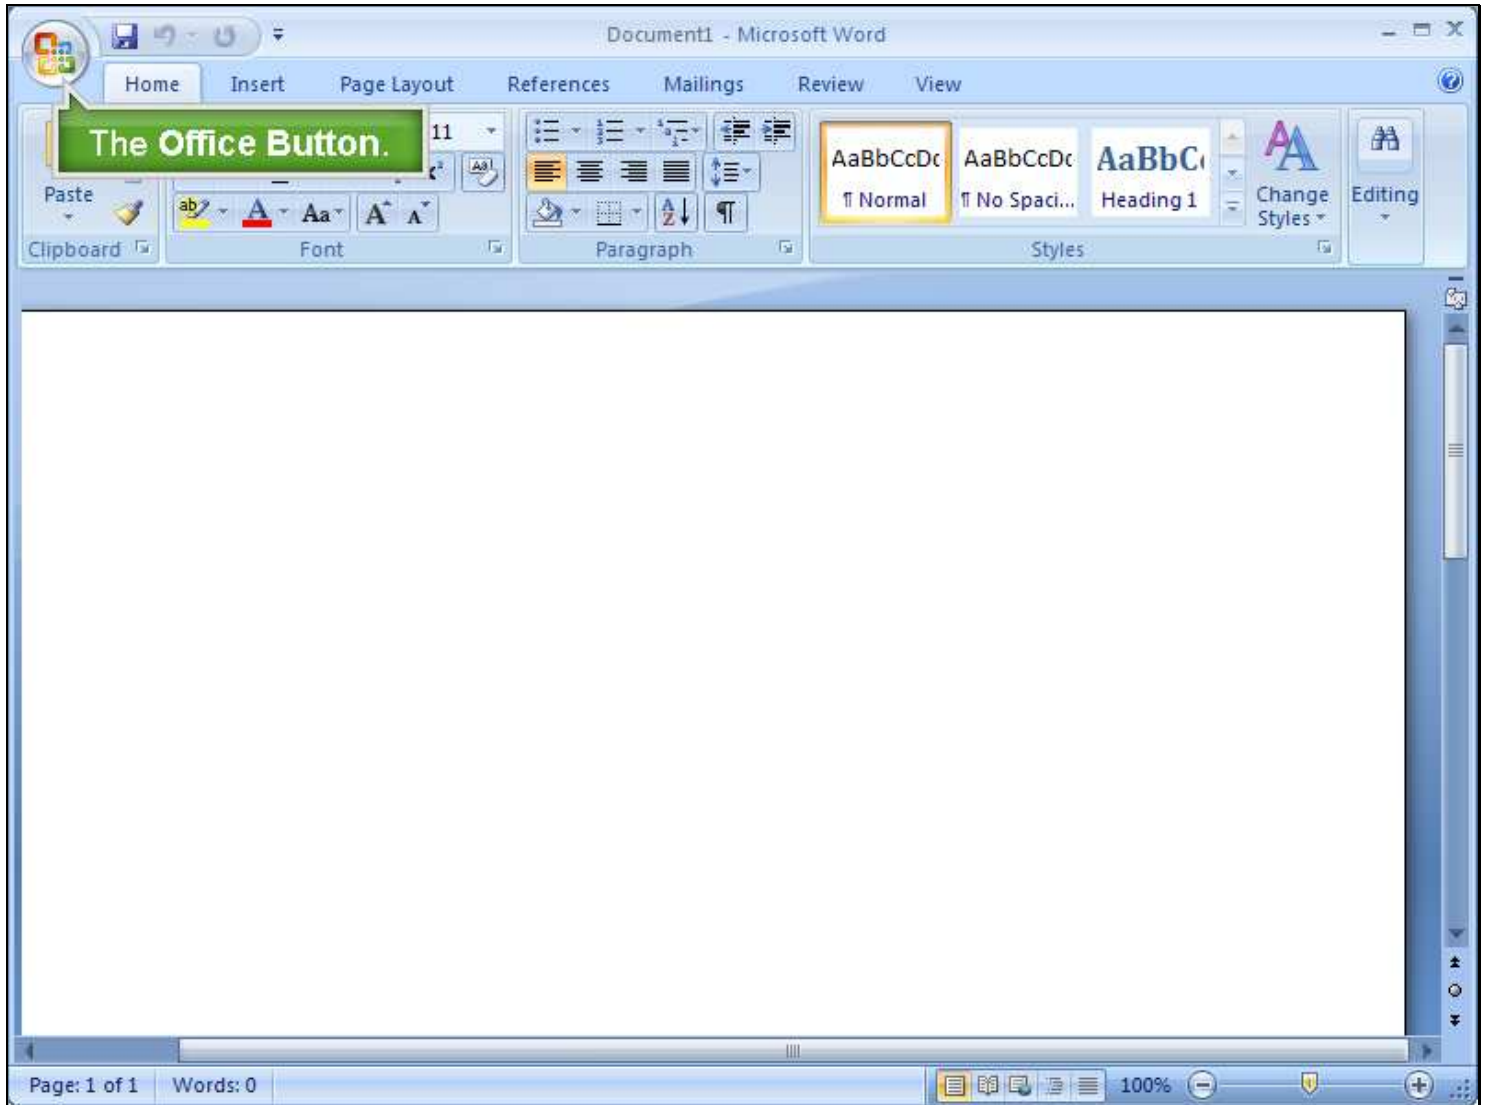 Document1 - Microsoft Word
Home Insert Page Layout References Mailings Review View
The Office Button.
11
AaBbCcDc AaBbCcDc AaBbC
Paste
¶ Normal ¶ No Spaci... Heading 1
Change Styles
Editing
Aa A A
Clipboard Font Paragraph Styles
Page: 1 of 1 Words: 0 100%